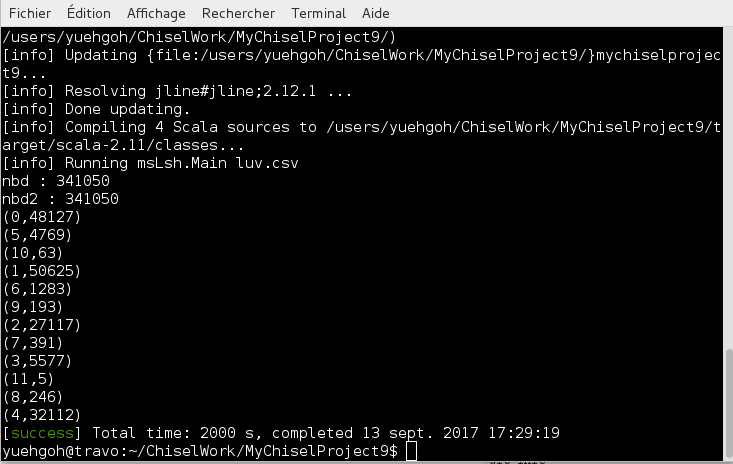 Fichier Édition Affichage Rechercher Terminal Aide
/users/yuehgoh/ChiselWork/MyChiselProject9/)
[info] Updating {file:/users/yuehgoh/ChiselWork/MyChiselProject9/}mychiselprojec
t9...
[info] Resolving jline#jline;2.12.1 ...
[info] Done updating.
[info] Compiling 4 Scala sources to /users/yuehgoh/ChiselWork/MyChiselProject9/t
arget/scala-2.11/classes...
[info] Running msLsh.Main luv.csv
nbd : 341050
nbd2 : 341050
(0,48127)
(5,4769)
(10,63)
(1,50625)
(6,1283)
(9,193)
(2,27117)
(7,391)
(3,5577)
(11,5)
(8,246)
(4,32112)
[success] Total time: 2000 s, completed 13 sept. 2017 17:29:19
yuehgoh@travo:~/ChiselWork/MyChiselProject9$